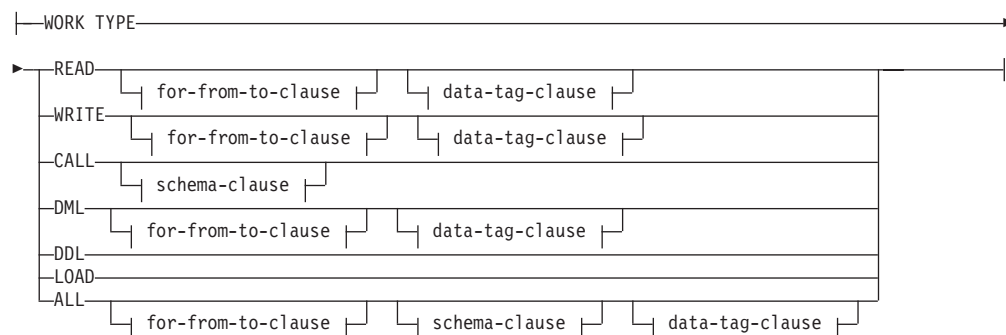 WORK TYPE
READ
for-from-to-clause data-tag-clause
WRITE
for-from-to-clause data-tag-clause
CALL
schema-clause
DML
for-from-to-clause data-tag-clause
DDL
LOAD
ALL
for-from-to-clause schema-clause data-tag-clause